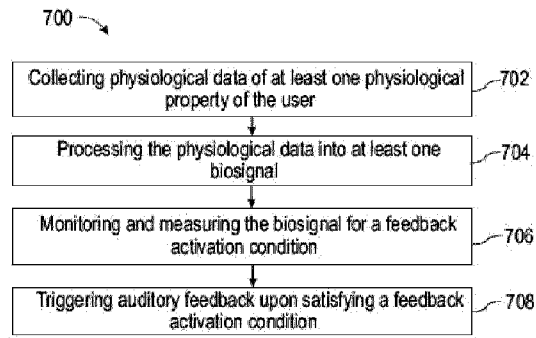 700
Collecting physiological data of at least one physiological
property of the user
702
Processing the physiological data into at least one
biosignal
704
Monitoring and measuring the biosignal for a feedback
activation condition
706
Triggering auditory feedback upon satisfying a feedback
activation condition
708